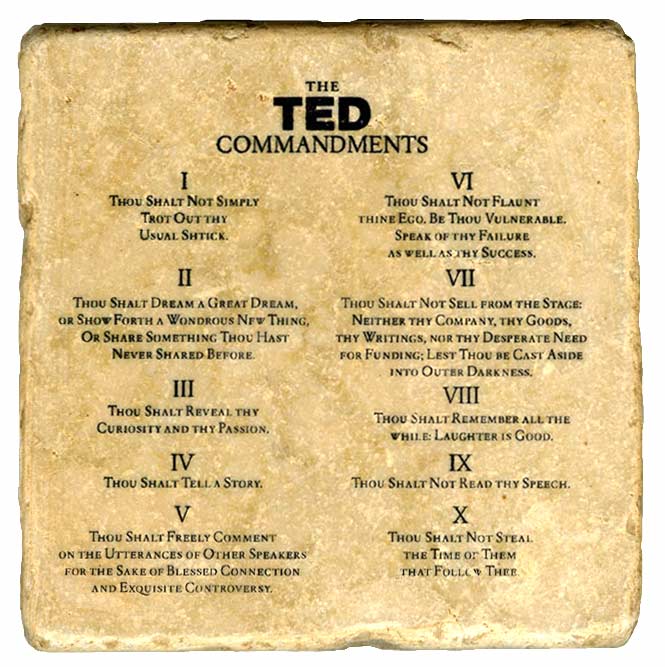 THE
TED
COMMANDMENTS
I
THOU SHALT NOT SIMPLY
TROT OUT THY
USUAL SHTICK.
II
THOU SHALT DREAM A GREAT DREAM,
OR SHOW FORTH A WONDROUS NEW THING,
OR SHARE SOMETHING THOU HAST
NEVER SHARED BEFORE.
III
THOU SHALT REVEAL THY
CURIOSITY AND THY PASSION.
IV
THOU SHALT TELL A STORY.
V
THOU SHALT FREELY COMMENT
ON THE UTTERANCES OF OTHER SPEAKERS
FOR THE SAKE OF BLESSED CONNECTION
AND EXQUISITE CONTROVERSY.
VI
THOU SHALT NOT FLAUNT
THINE EGO. BE THOU VULNERABLE.
SPEAK OF THY FAILURE
AS WELL AS THY SUCCESS.
VII
THOU SHALT NOT SELL FROM THE STAGE:
NEITHER THY COMPANY, THY GOODS,
THY WRITINGS, NOR THY DESPERATE NEED
FOR FUNDING; LEST THOU BE CAST ASIDE
INTO OUTER DARKNESS.
VIII
THOU SHALT REMEMBER ALL THE
WHILE: LAUGHTER IS GOOD.
IX
THOU SHALT NOT READ THY SPEECH.
X
THOU SHALT NOT STEAL
THE TIME OF THEM
THAT FOLLOW THEE.